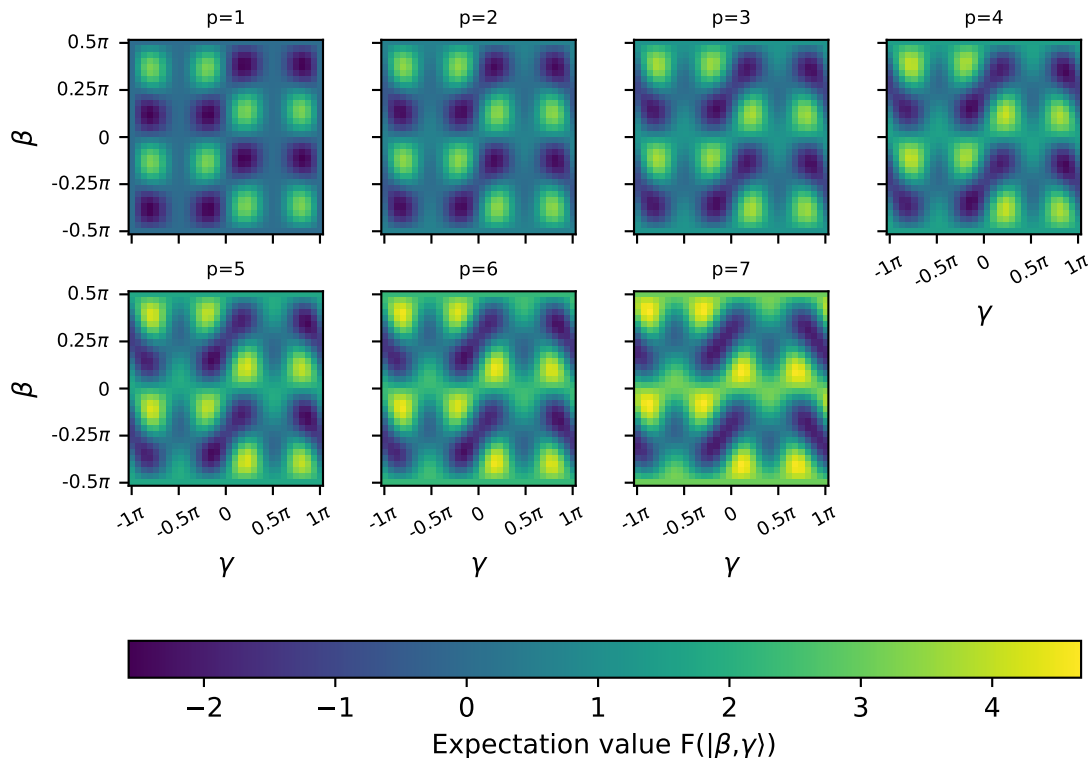 p=1 p=2 p=3 p=4
0.5π
0.25π
0
-0.25π
-0.5π
β
-1π -0.5π 0 0.5π 1π
γ
p=5 p=6 p=7
0.5π
0.25π
0
-0.25π
-0.5π
β
-1π -0.5π 0 0.5π 1π -1π -0.5π 0 0.5π 1π -1π -0.5π 0 0.5π 1π
γ γ γ
−2 −1 0 1 2 3 4
Expectation value F(|β,γ⟩)